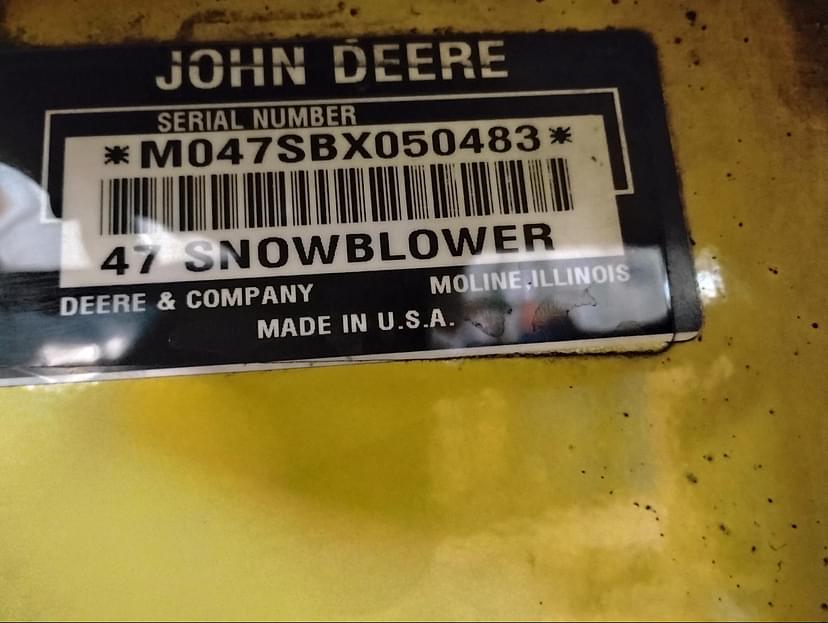 JOHN DEERE
SERIAL NUMBER
*M047SBX050483*
47 SNOWBLOWER
DEERE & COMPANY MOLINE, ILLINOIS
MADE IN U.S.A.